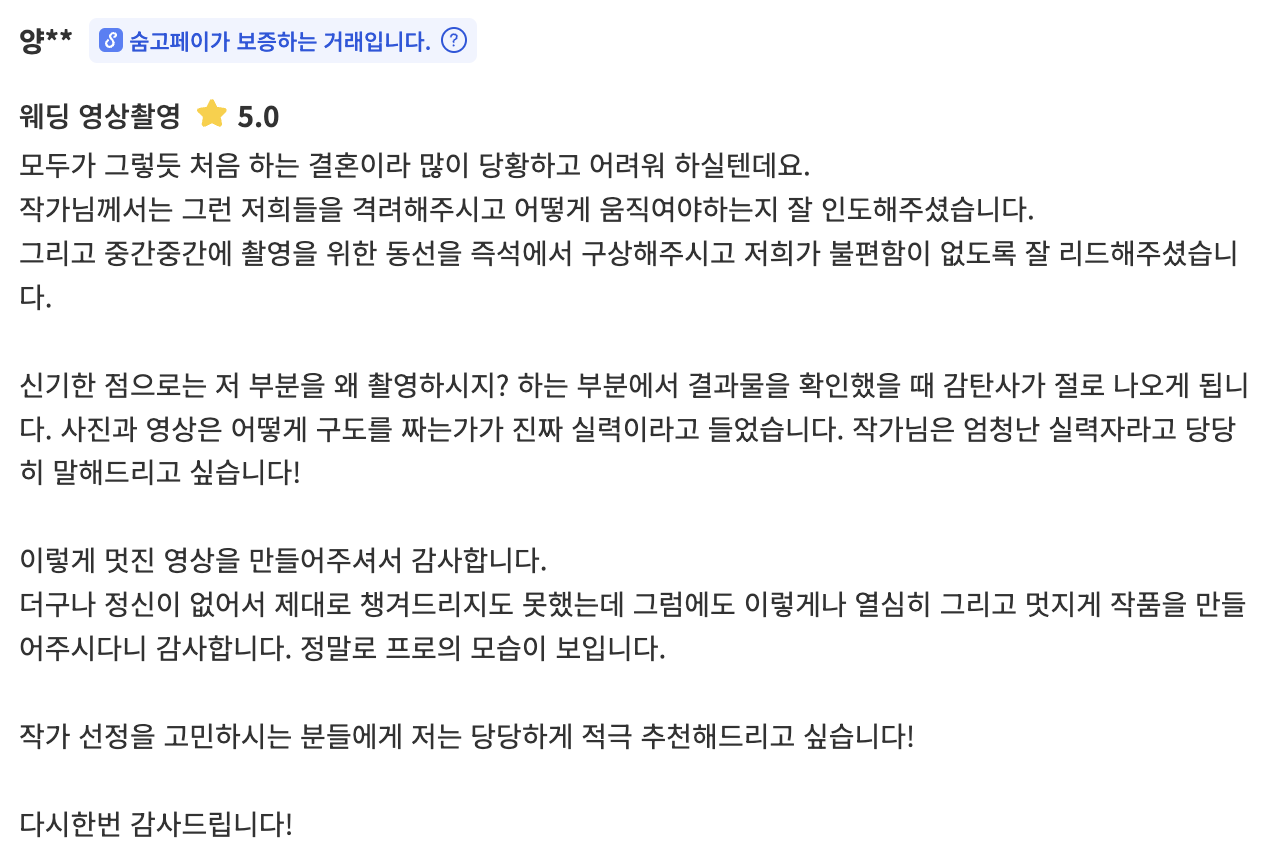 양** 숨고페이가 보증하는 거래입니다. ?
웨딩 영상촬영 5.0
모두가 그렇듯 처음 하는 결혼이라 많이 당황하고 어려워 하실텐데요.
작가님께서는 그런 저희들을 격려해주시고 어떻게 움직여야하는지 잘 인도해주셨습니다.
그리고 중간중간에 촬영을 위한 동선을 즉석에서 구상해주시고 저희가 불편함이 없도록 잘 리드해주셨습니
다.
신기한 점으로는 저 부분을 왜 촬영하시지? 하는 부분에서 결과물을 확인했을 때 감탄사가 절로 나오게 됩니
다. 사진과 영상은 어떻게 구도를 짜는가가 진짜 실력이라고 들었습니다. 작가님은 엄청난 실력자라고 당당
히 말해드리고 싶습니다!
이렇게 멋진 영상을 만들어주셔서 감사합니다.
더구나 정신이 없어서 제대로 챙겨드리지도 못했는데 그럼에도 이렇게나 열심히 그리고 멋지게 작품을 만들
어주시다니 감사합니다. 정말로 프로의 모습이 보입니다.
작가 선정을 고민하시는 분들에게 저는 당당하게 적극 추천해드리고 싶습니다!
다시한번 감사드립니다!